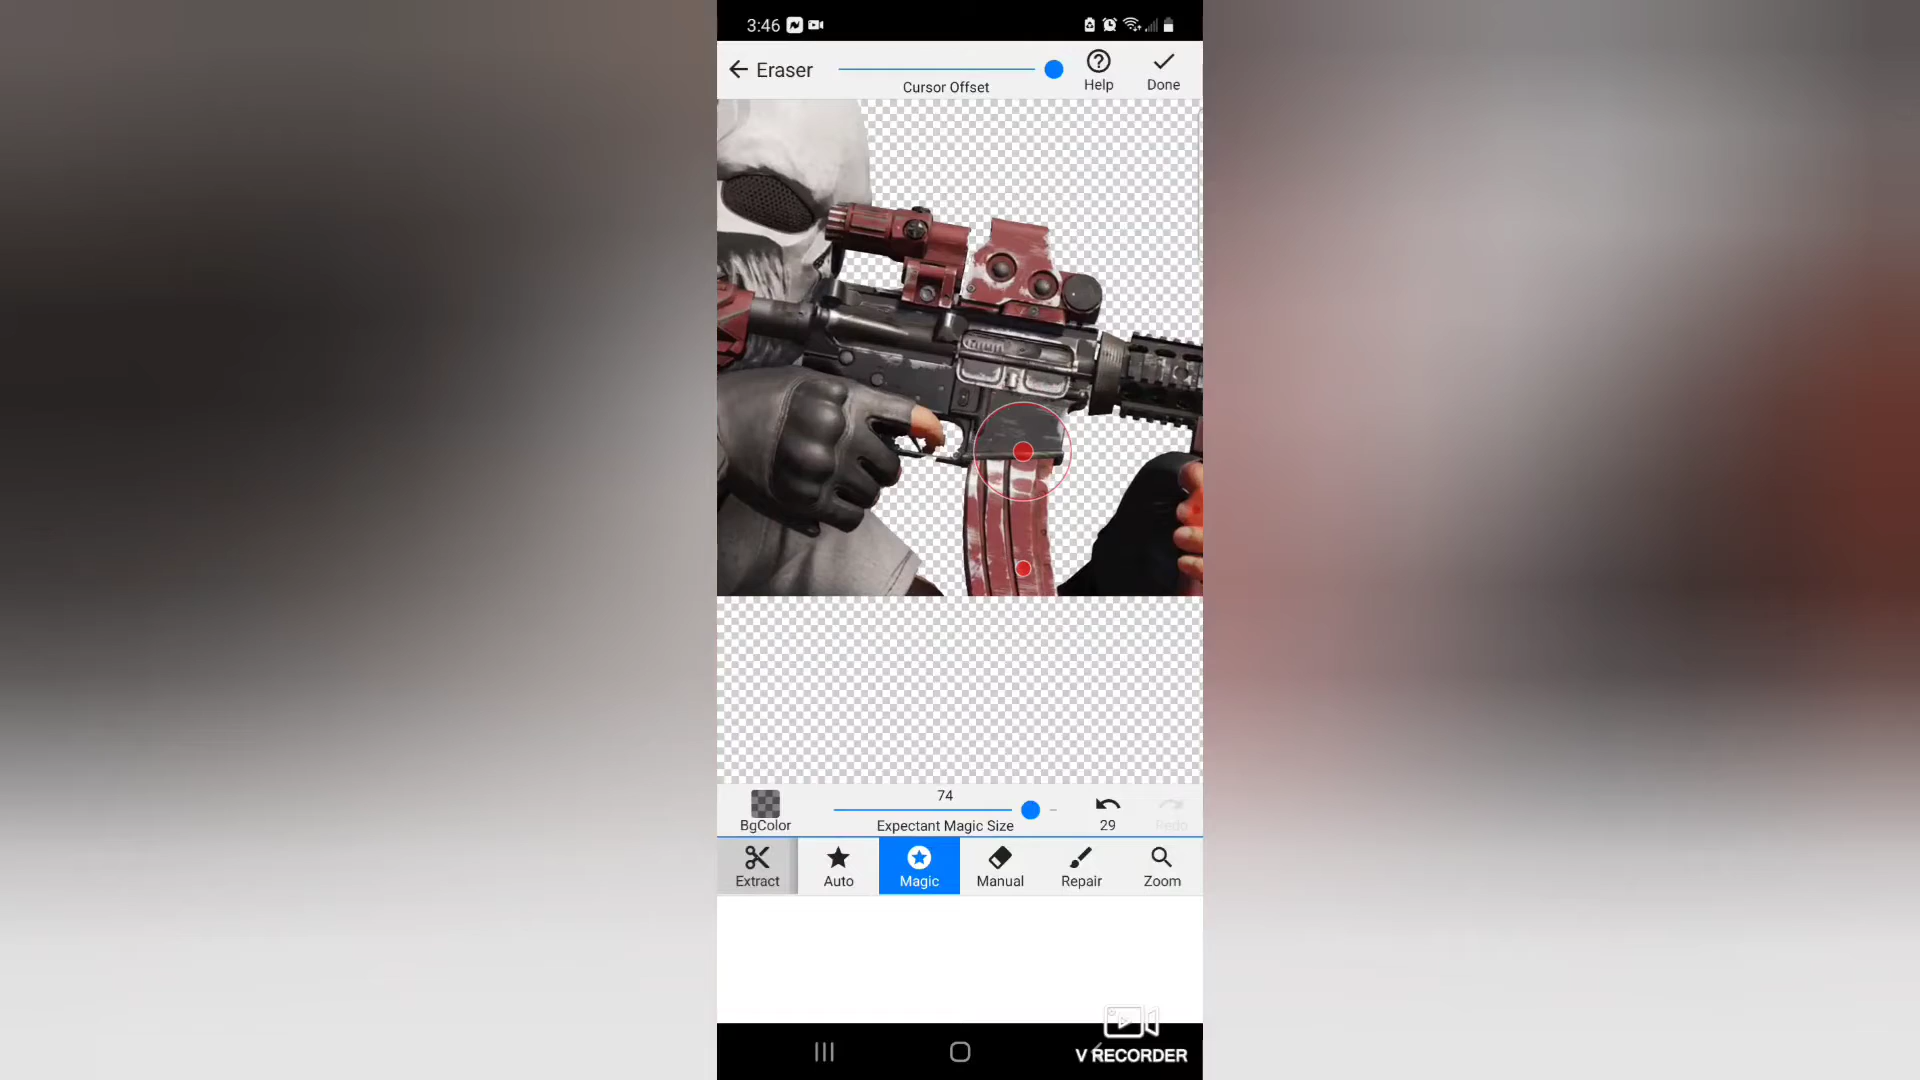 3:46
Eraser
Cursor Offset
Help
Done
74
BgColor
Expectant Magic Size
29
Redo
Extract
Auto
Magic
Manual
Repair
Zoom
V RECORDER